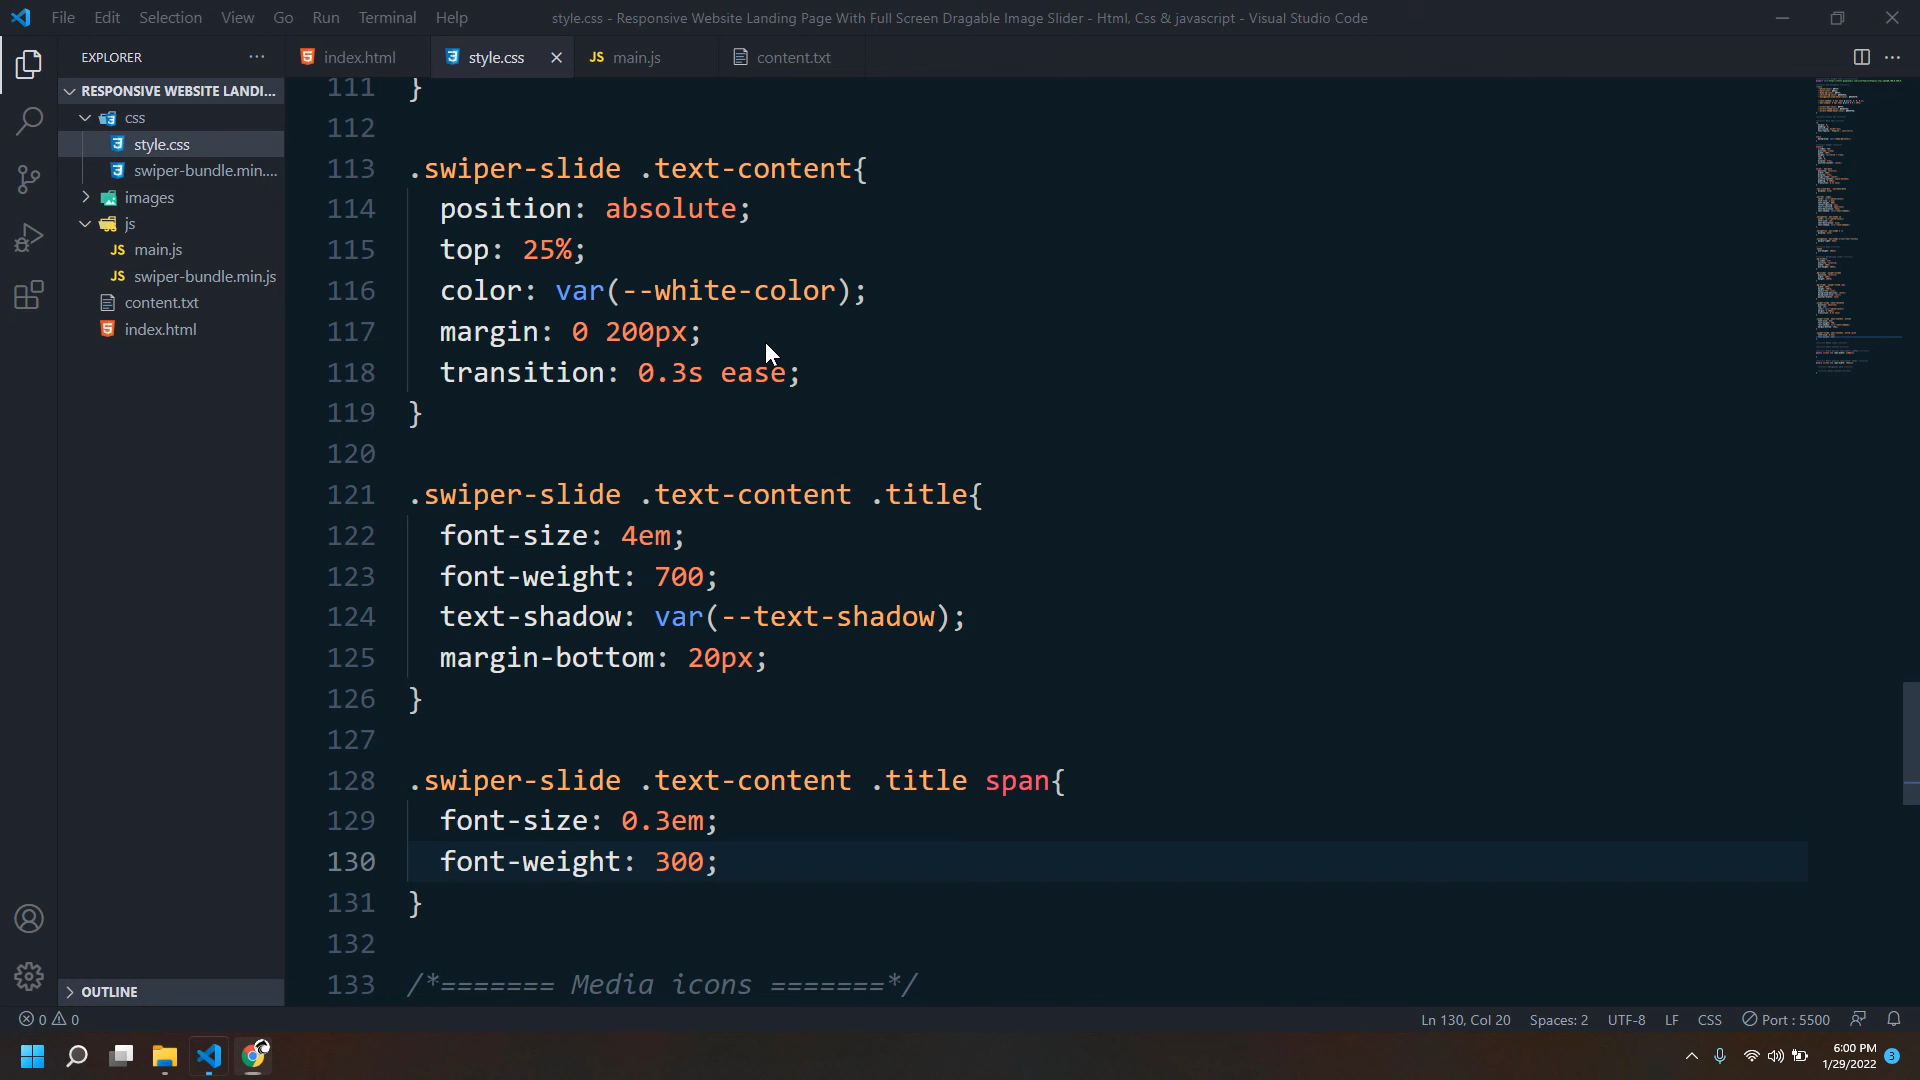 File Edit Selection View Go Run Terminal Help
style.css - Responsive Website Landing Page With Full Screen Dragable Image Slider - Html, Css & javascript - Visual Studio Code
EXPLORER
index.html
style.css
JS main.js
content.txt
RESPONSIVE WEBSITE LANDI...
css
style.css
swiper-bundle.min....
images
js
JS main.js
JS swiper-bundle.min.js
content.txt
index.html
OUTLINE
111 }
112
113 .swiper-slide .text-content{
114 position: absolute;
115 top: 25%;
116 color: var(--white-color);
117 margin: 0 200px;
118 transition: 0.3s ease;
119 }
120
121 .swiper-slide .text-content .title{
122 font-size: 4em;
123 font-weight: 700;
124 text-shadow: var(--text-shadow);
125 margin-bottom: 20px;
126 }
127
128 .swiper-slide .text-content .title span{
129 font-size: 0.3em;
130 font-weight: 300;
131 }
132
133 /*======= Media icons =======*/
0 0
Ln 130, Col 20 Spaces: 2 UTF-8 LF CSS Port : 5500
6:00 PM
1/29/2022
3